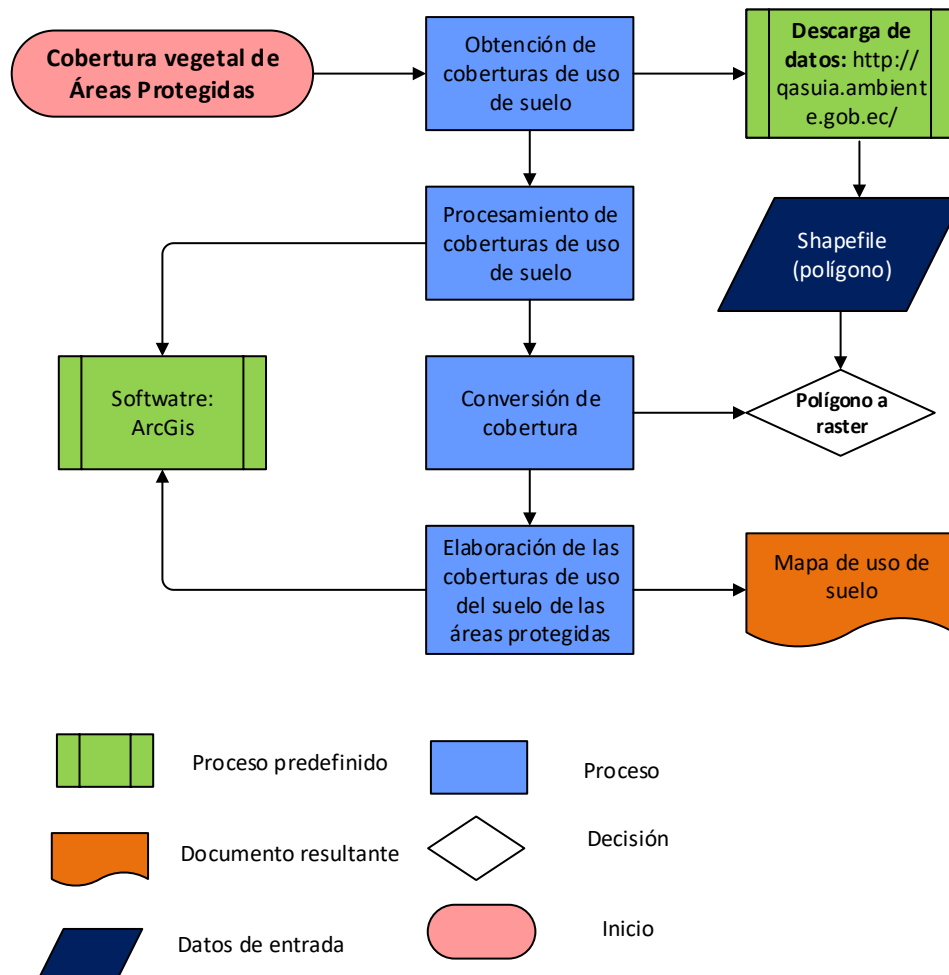 Cobertura vegetal de
Áreas Protegidas
Obtención de
coberturas de uso
de suelo
Descarga de
datos: http://
qasuia.ambient
e.gob.ec/
Procesamiento de
coberturas de uso
de suelo
Shapefile
(polígono)
Softwatre:
ArcGis
Conversión de
cobertura
Polígono a
raster
Elaboración de las
coberturas de uso
del suelo de las
áreas protegidas
Mapa de uso de
suelo
Proceso predefinido
Proceso
Documento resultante
Decisión
Datos de entrada
Inicio